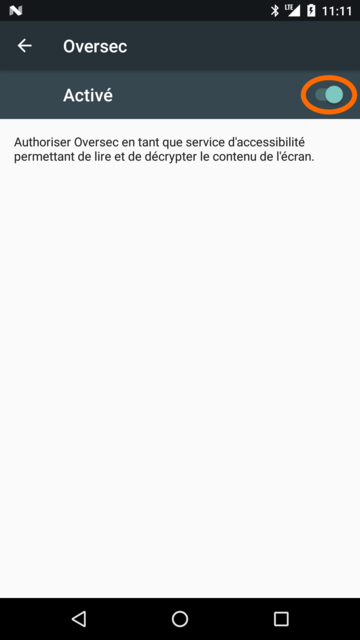 LTE 11:11
Oversec
Activé
Authoriser Oversec en tant que service d'accessibilité
permettant de lire et de décrypter le contenu de l'écran.